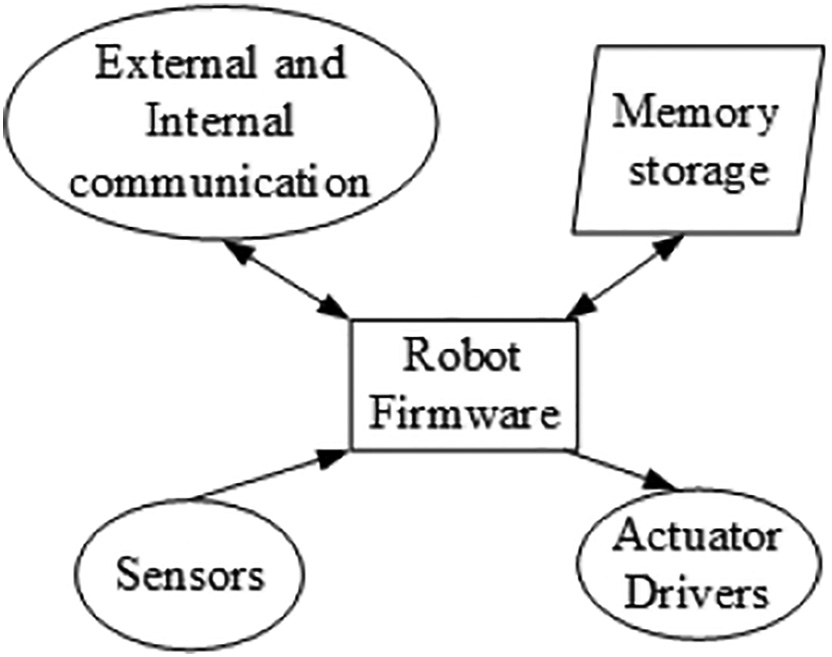 External and
Internal
communication
Memory
storage
Robot
Firmware
Sensors
Actuator
Drivers